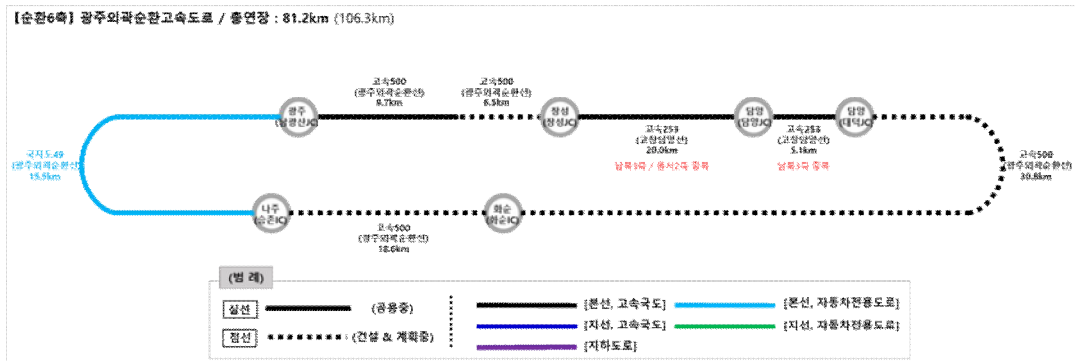 [순환6축] 광주외곽순환고속도로 / 총연장 : 81.2km (106.3km)
고속500
(광주외곽순환선)
9.7km
고속500
(광주외곽순환선)
6.5km
광주
(남광산JC)
장성
(장성JC)
담양
(담양JC)
담양
(대덕JC)
고속253
(고창담양선)
20.0km
남북3축 / 동서2축 중복
고속253
(고창담양선)
5.1km
남북3축 중복
국지도49
(광주외곽순환선)
15.5km
고속500
(광주외곽순환선)
30.8km
나주
(승촌IC)
화순
(화순IC)
고속500
(광주외곽순환선)
18.6km
(범 례)
실선
(공용중)
점선
(건설 & 계획중)
[본선, 고속국도]
[본선, 자동차전용도로]
[지선, 고속국도]
[지선, 자동차전용도로]
[지하도로]